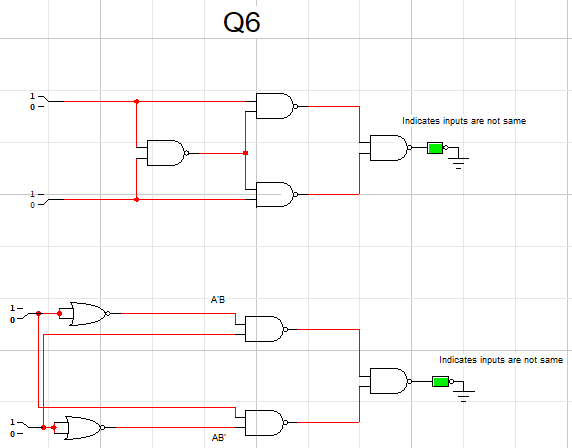 Q6
1
0
Indicates inputs are not same
1
0
A'B
1
0
Indicates inputs are not same
1
0
AB'